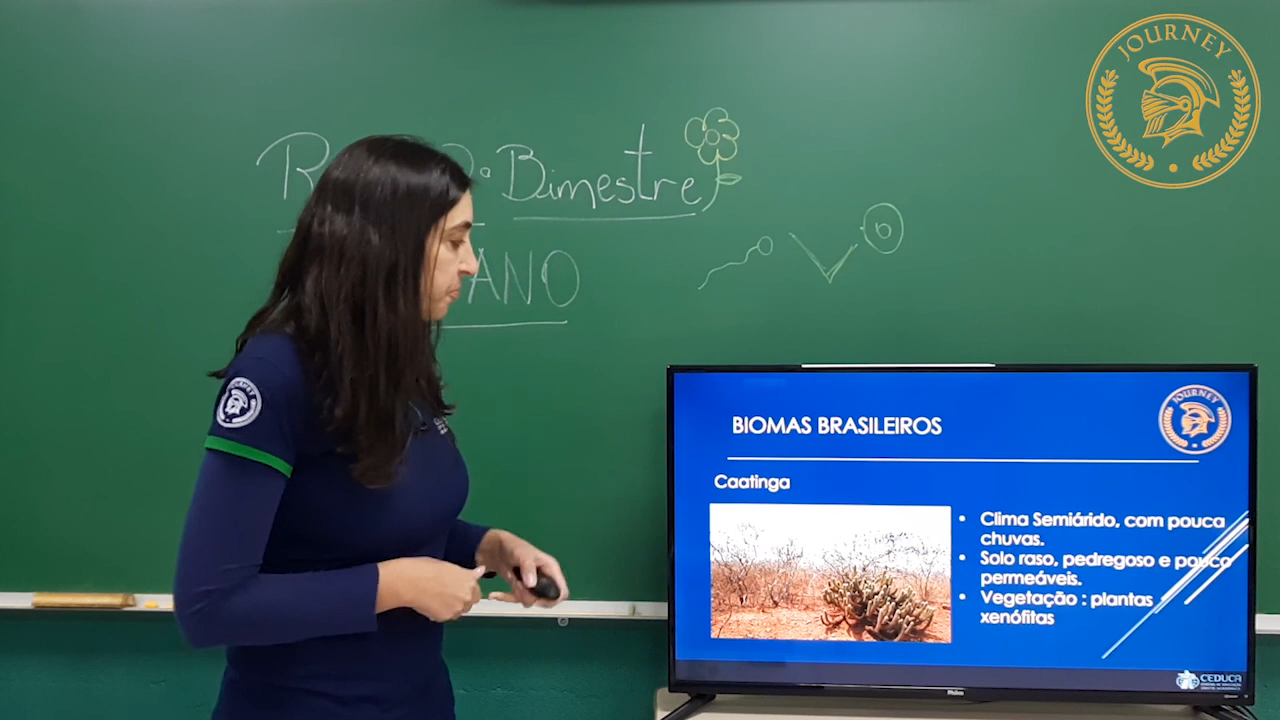 JOURNEY
R ª Bimestre
ANO
JOURNEY
BIOMAS BRASILEIROS
Caatinga
• Clima Semiárido, com pouca
chuvas.
• Solo raso, pedregoso e pouco
permeáveis.
• Vegetação : plantas
xenófitas
CEDUCA
Philco